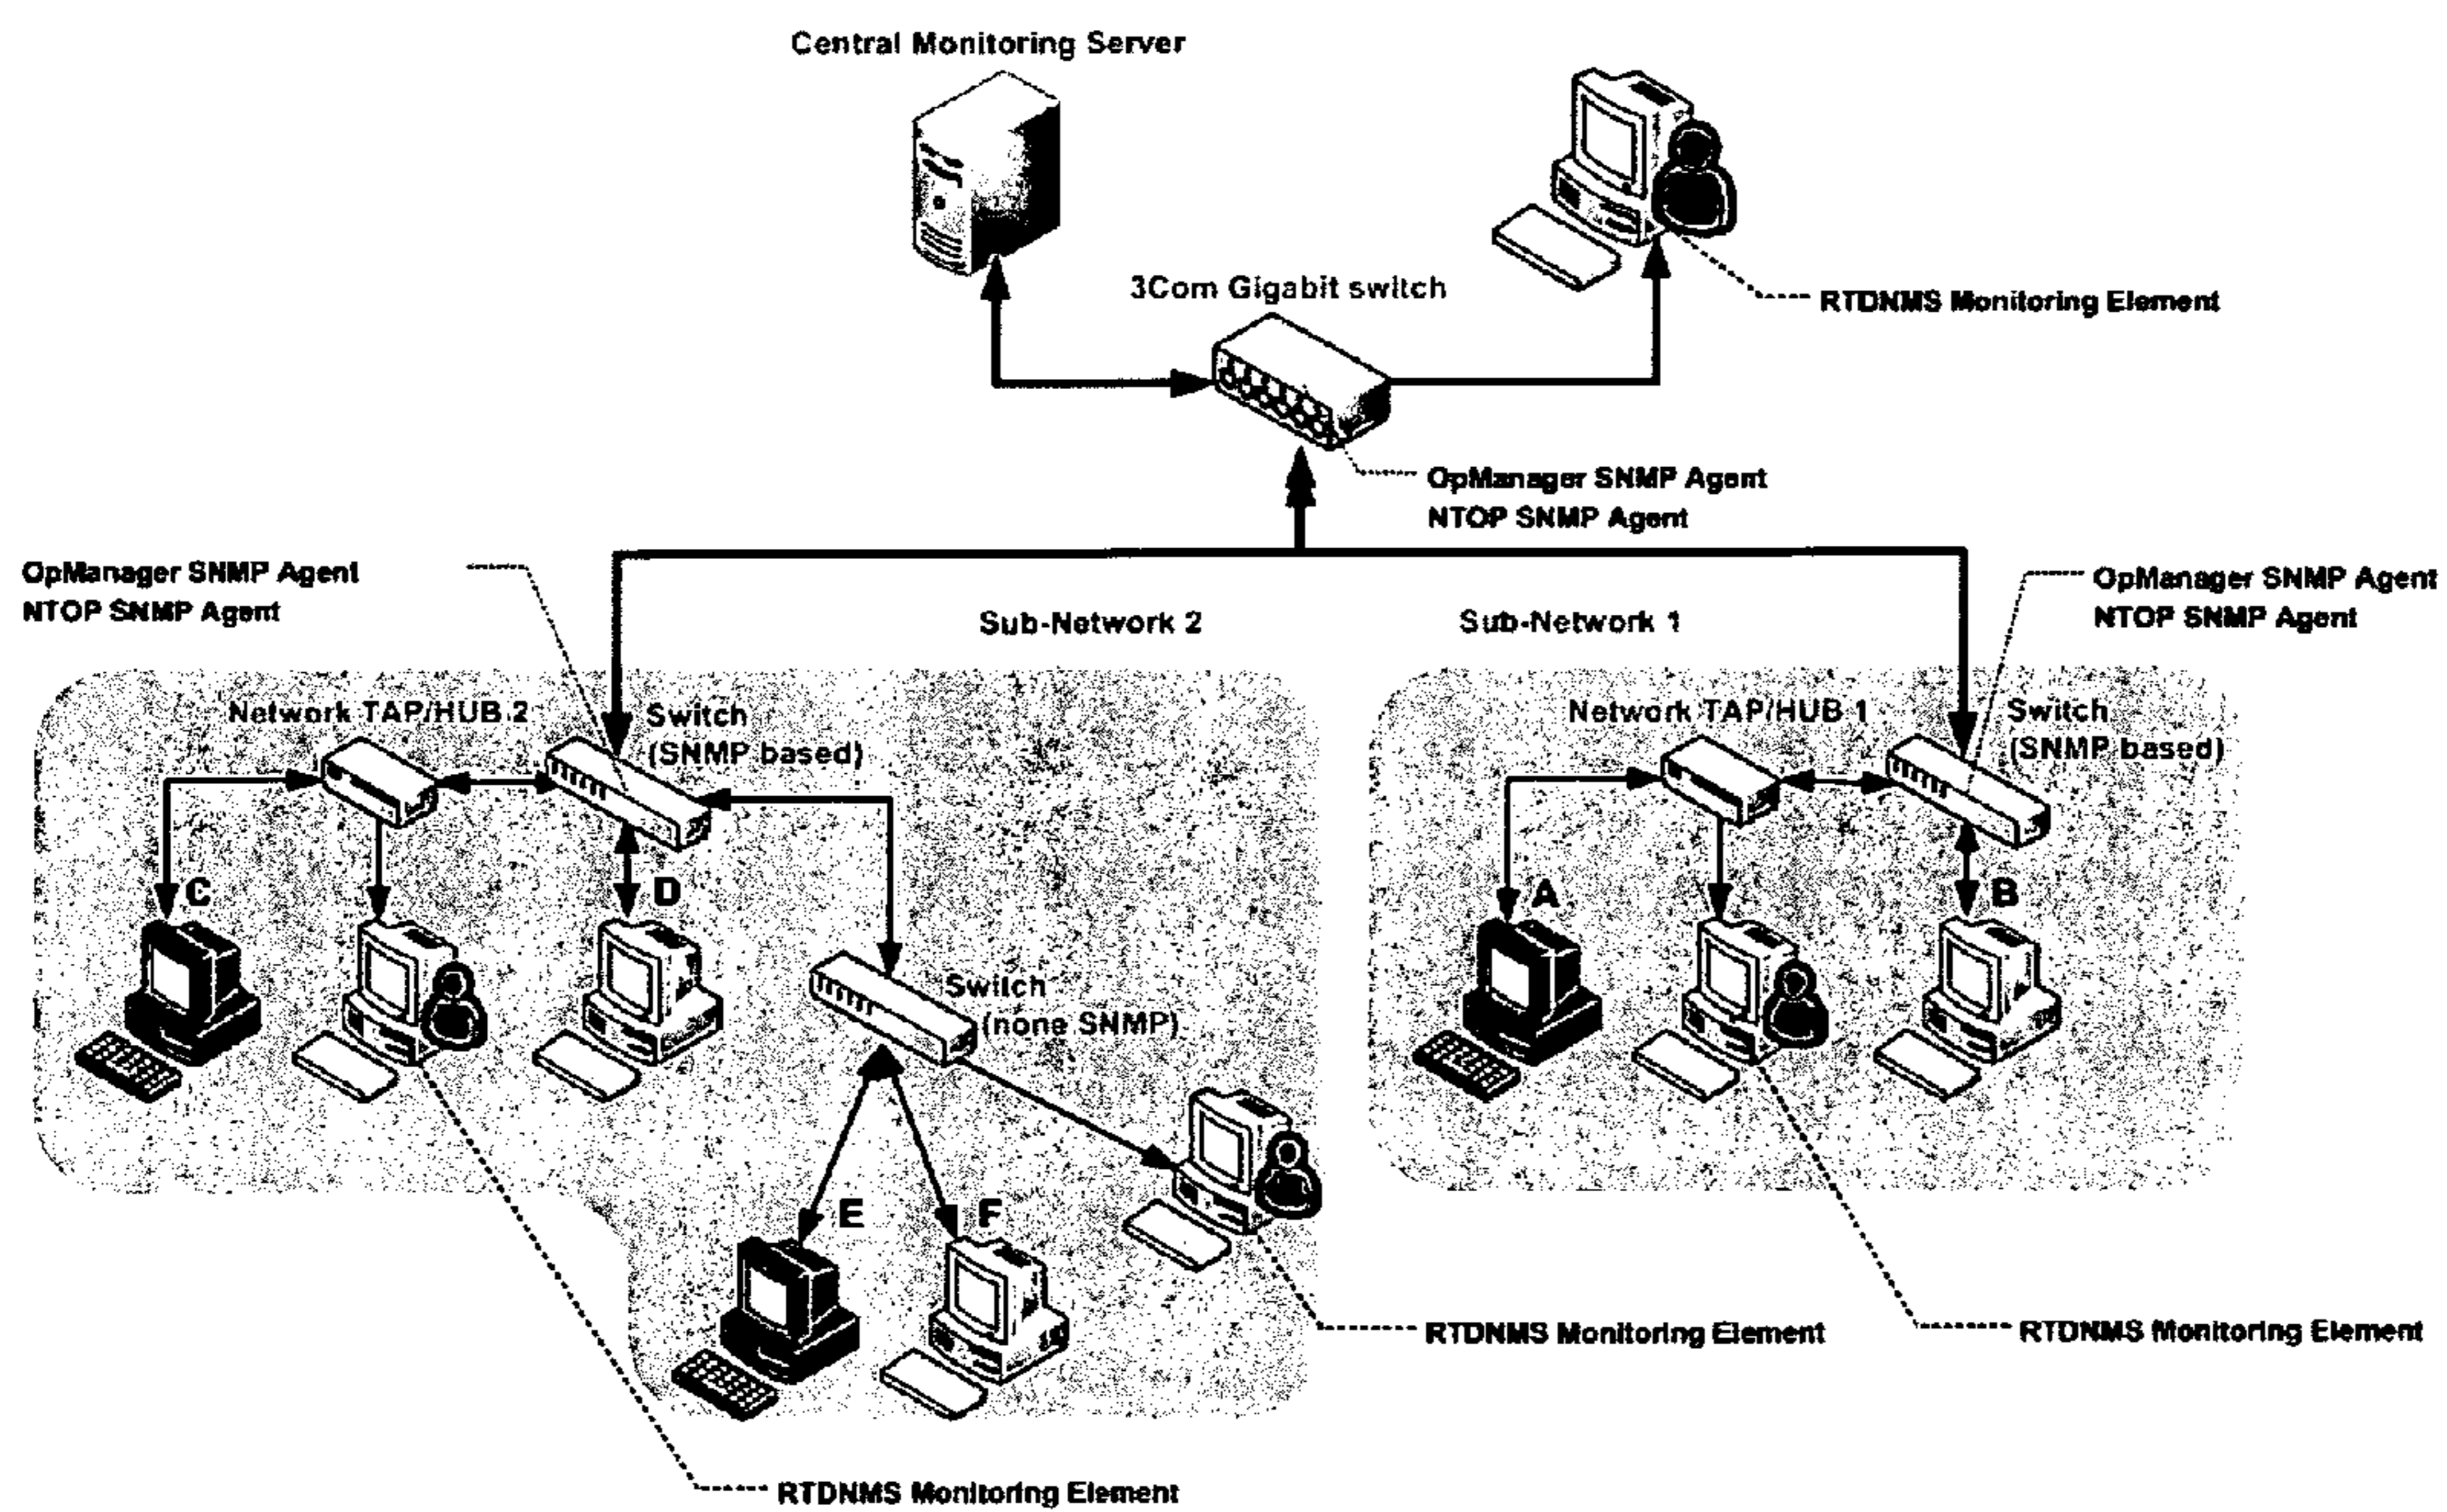 Central Monitoring Server
3Com Gigabit switch
RTDNMS Monitoring Element
OpManager SNMP Agent
NTOP SNMP Agent
OpManager SNMP Agent
NTOP SNMP Agent
OpManager SNMP Agent
NTOP SNMP Agent
Sub-Network 2
Sub-Network 1
Network TAP/HUB 2
Switch
(SNMP based)
Network TAP/HUB 1
Switch
(SNMP based)
C
D
A
B
Switch
(none SNMP)
E
F
RTDNMS Monitoring Element
RTDNMS Monitoring Element
RTDNMS Monitoring Element